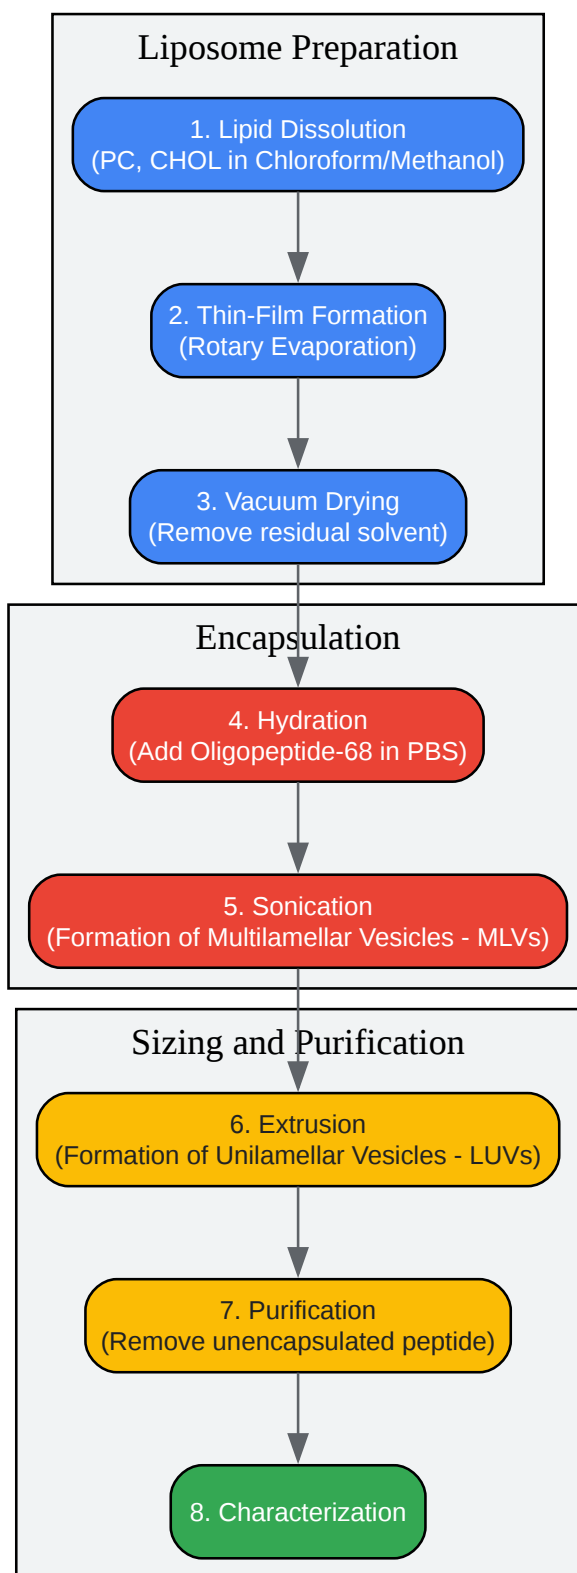 Liposome Preparation
1. Lipid Dissolution
(PC, CHOL in Chloroform/Methanol)
2. Thin-Film Formation
(Rotary Evaporation)
3. Vacuum Drying
(Remove residual solvent)
Encapsulation
4. Hydration
(Add Oligopeptide-68 in PBS)
5. Sonication
(Formation of Multilamellar Vesicles - MLVs)
Sizing and Purification
6. Extrusion
(Formation of Unilamellar Vesicles - LUVs)
7. Purification
(Remove unencapsulated peptide)
8. Characterization